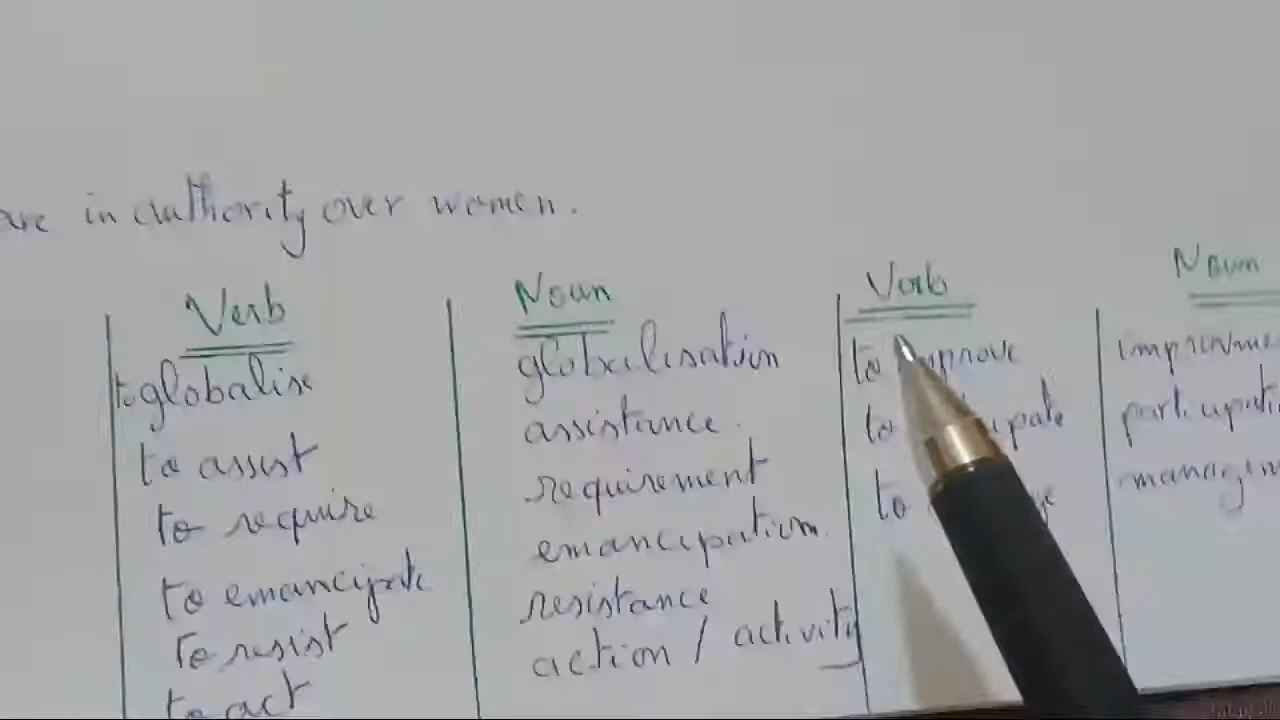 in authority over women.
Verb Noun Verb Noun
to globalise globalisation to improve
to assist assistance. to
to require requirement to
to emancipate emancipation.
to resist resistance
to act action / activity